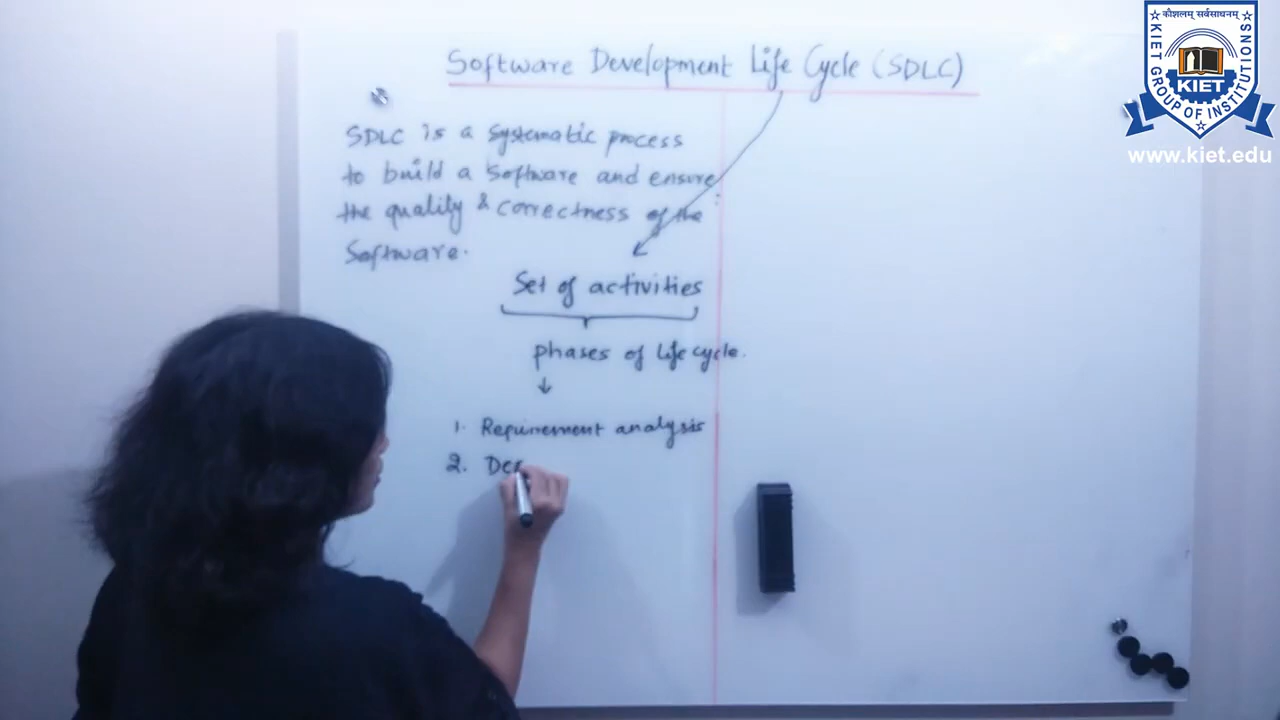 Software Development Life Cycle (SDLC)
SDLC is a systematic process
to build a software and ensure
the quality & correctness of the
Software.
Set of activities
phases of life cycle.
1. Requirement analysis
2. Des
कौशलम् सर्वसाधनम्
KIET GROUP OF INSTITUTIONS
KIET
www.kiet.edu